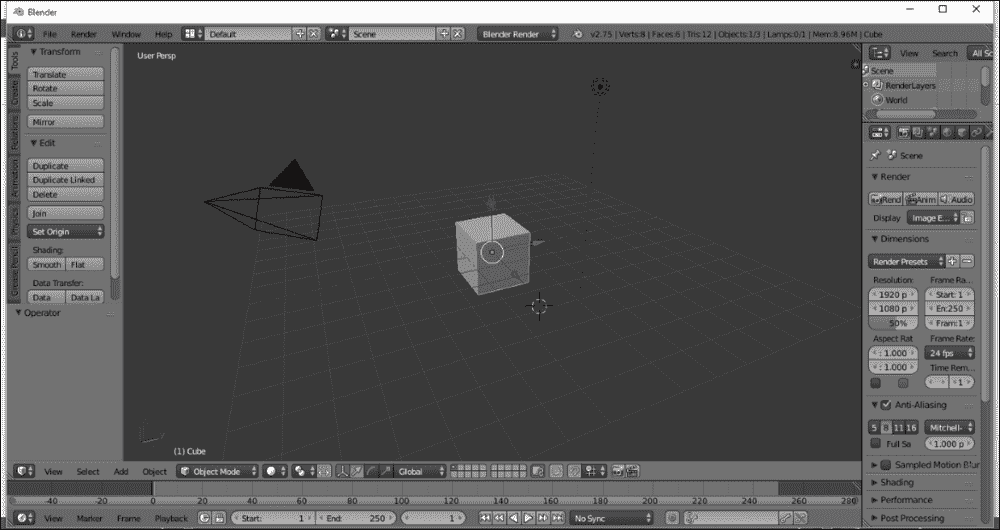 Blender
File Render Window Help Default Scene Blender Render v2.75 | Verts:8 | Faces:6 | Tris:12 | Objects:1/3 | Lamps:0/1 | Mem:8.96M | Cube
Tools
Create
Relations
Animation
Physics
Grease Pencil
Transform
Translate
Rotate
Scale
Mirror
Edit
Duplicate
Duplicate Linked
Delete
Join
Set Origin
Shading:
Smooth Flat
Data Transfer:
Data Data La
Operator
User Persp
(1) Cube
View Search All Sc
Scene
RenderLayers
World
Scene
Render
Rend Anim Audio
Display Image E...
Dimensions
Render Presets
Resolution: Frame Ra...
1920 p Start: 1
1080 p En:250
50% Fram:1
Aspect Rat Frame Rate:
: 1.000 24 fps
: 1.000 Time Rem...
1
Anti-Aliasing
5 8 11 16 Mitchell-
Full Sa 1.000 p
Sampled Motion Blur
Shading
Performance
Post Processing
View Select Add Object Object Mode Global
-40 -20 0 20 40 60 80 100 120 140 160 180 200 220 240 260 280
View Marker Frame Playback Start: 1 End: 250 1 No Sync